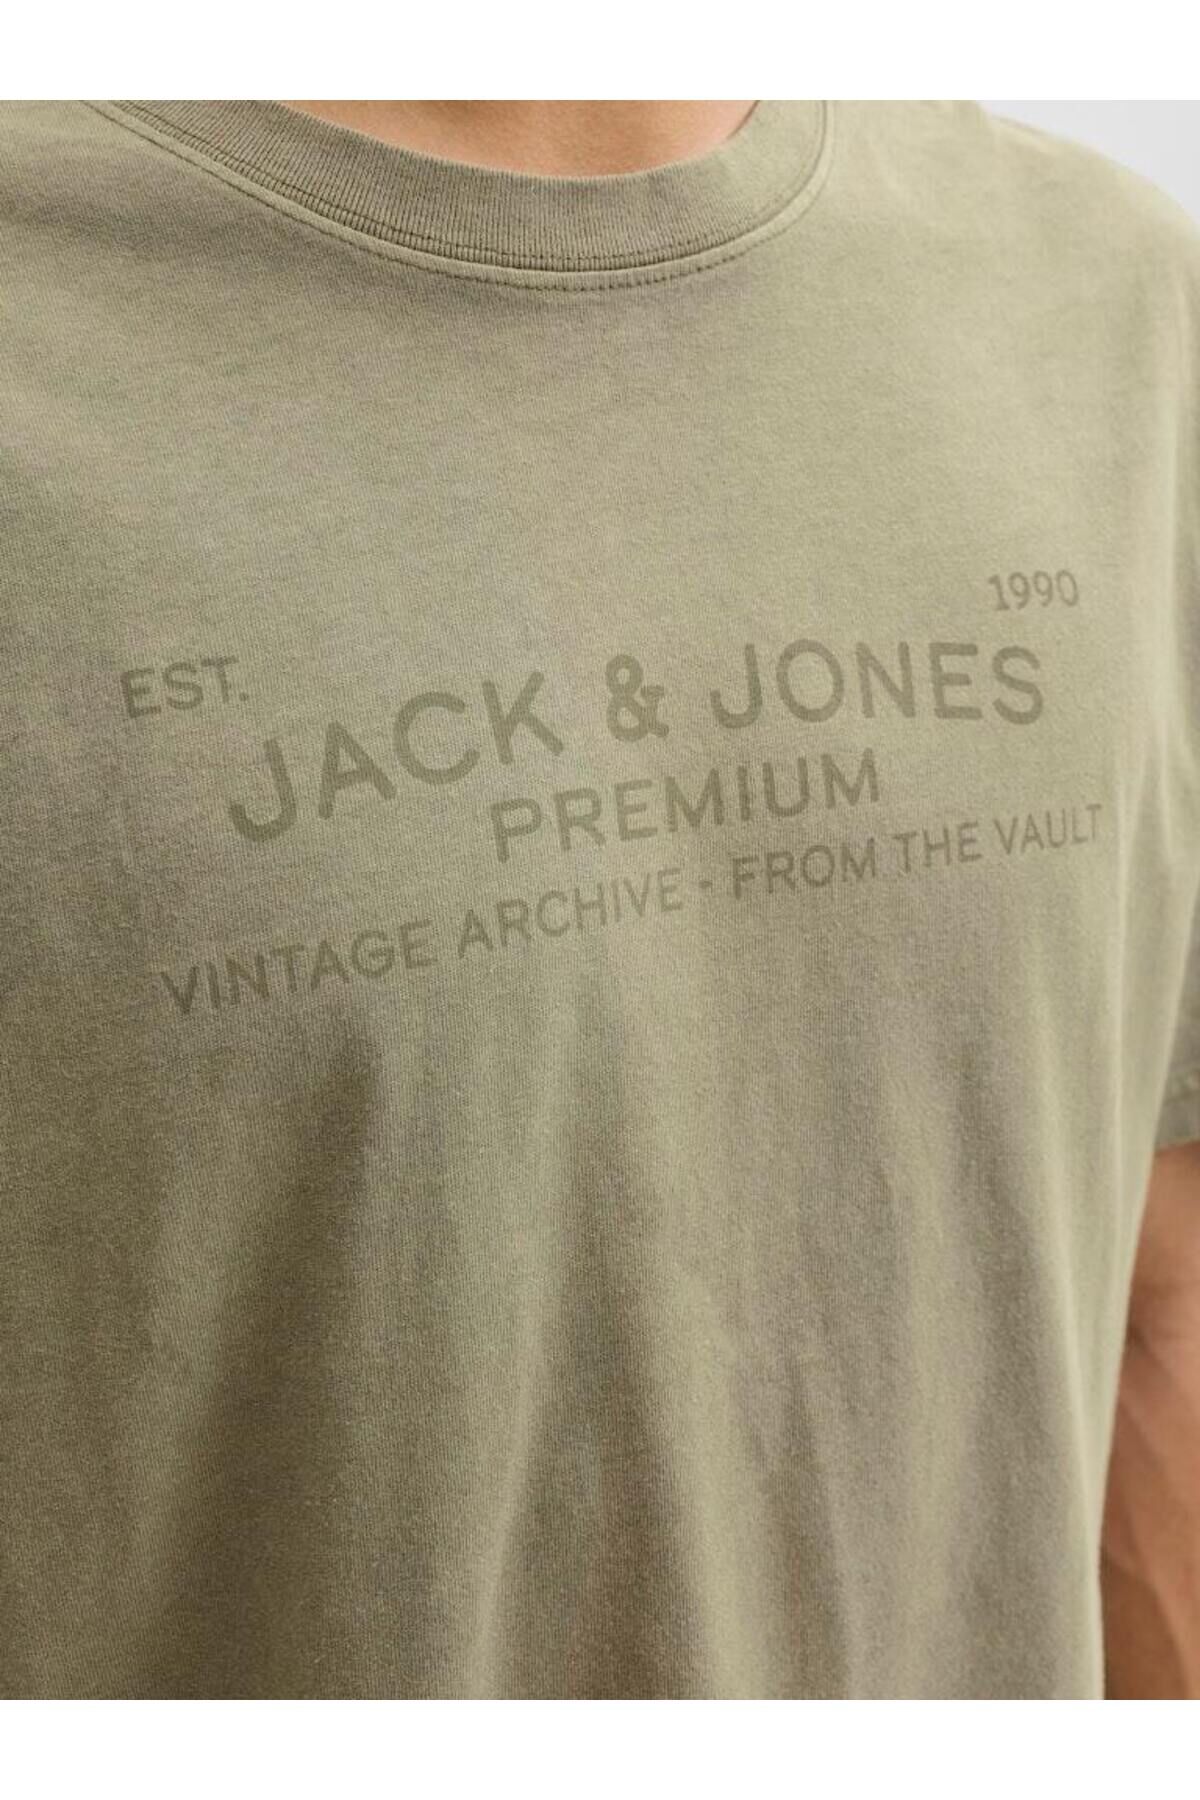 EST. 1990
JACK & JONES
PREMIUM
VINTAGE ARCHIVE - FROM THE VAULT